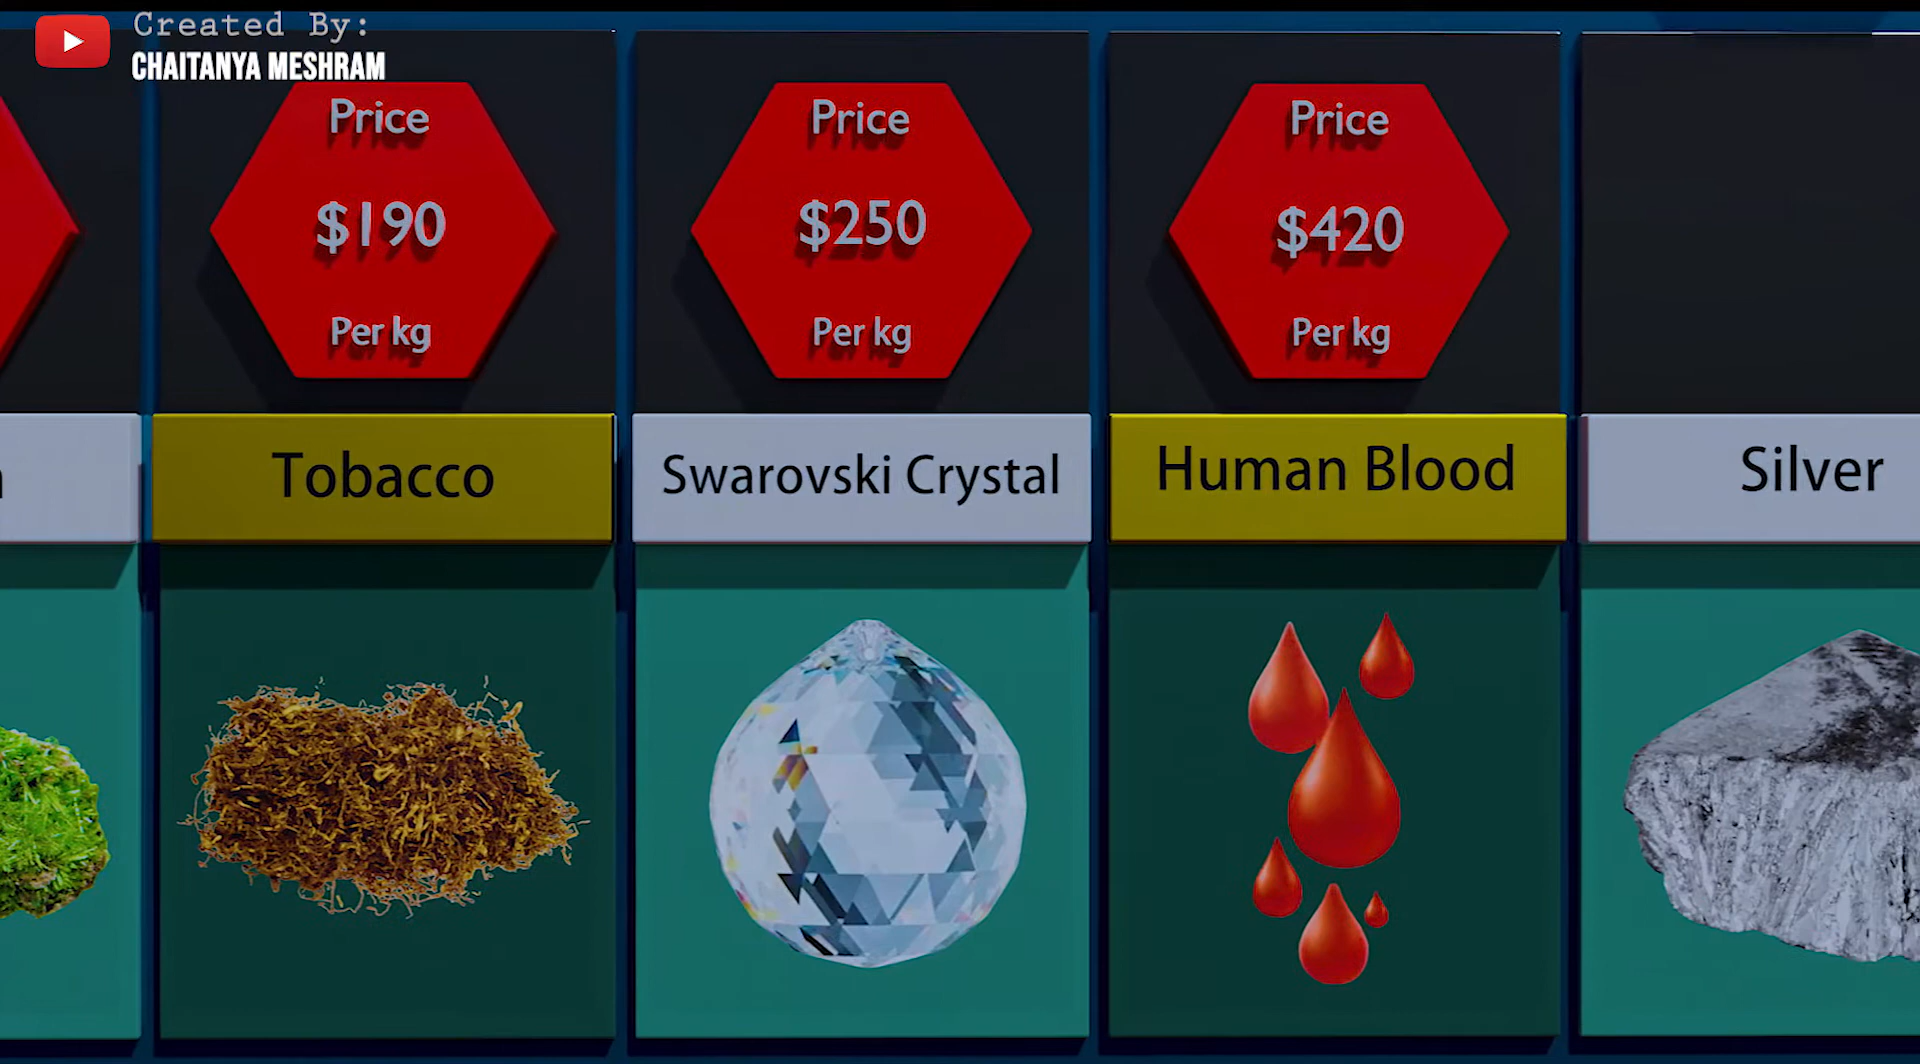 Created By:
CHAITANYA MESHRAM
Price
$190
Per kg
Tobacco
Price
$250
Per kg
Swarovski Crystal
Price
$420
Per kg
Human Blood
Silver